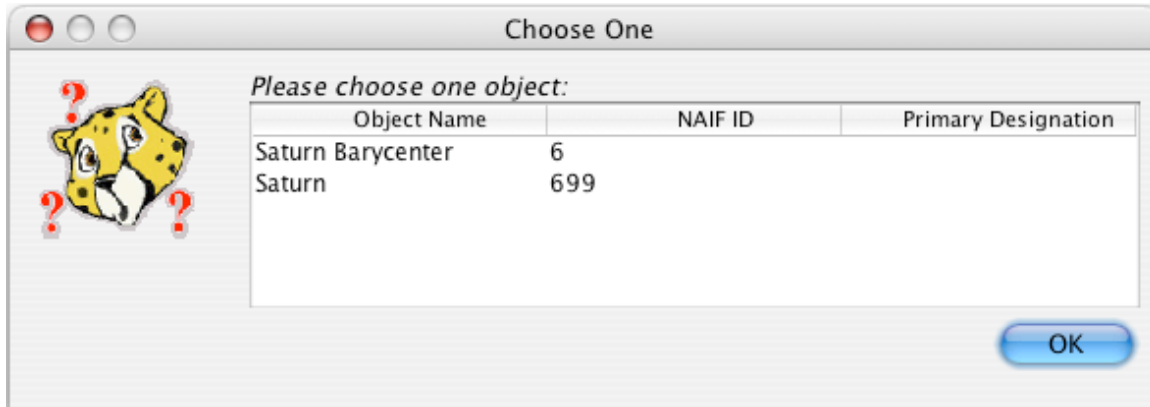 Choose One
Please choose one object:
Object Name NAIF ID Primary Designation
Saturn Barycenter 6
Saturn 699
? ? ?
OK